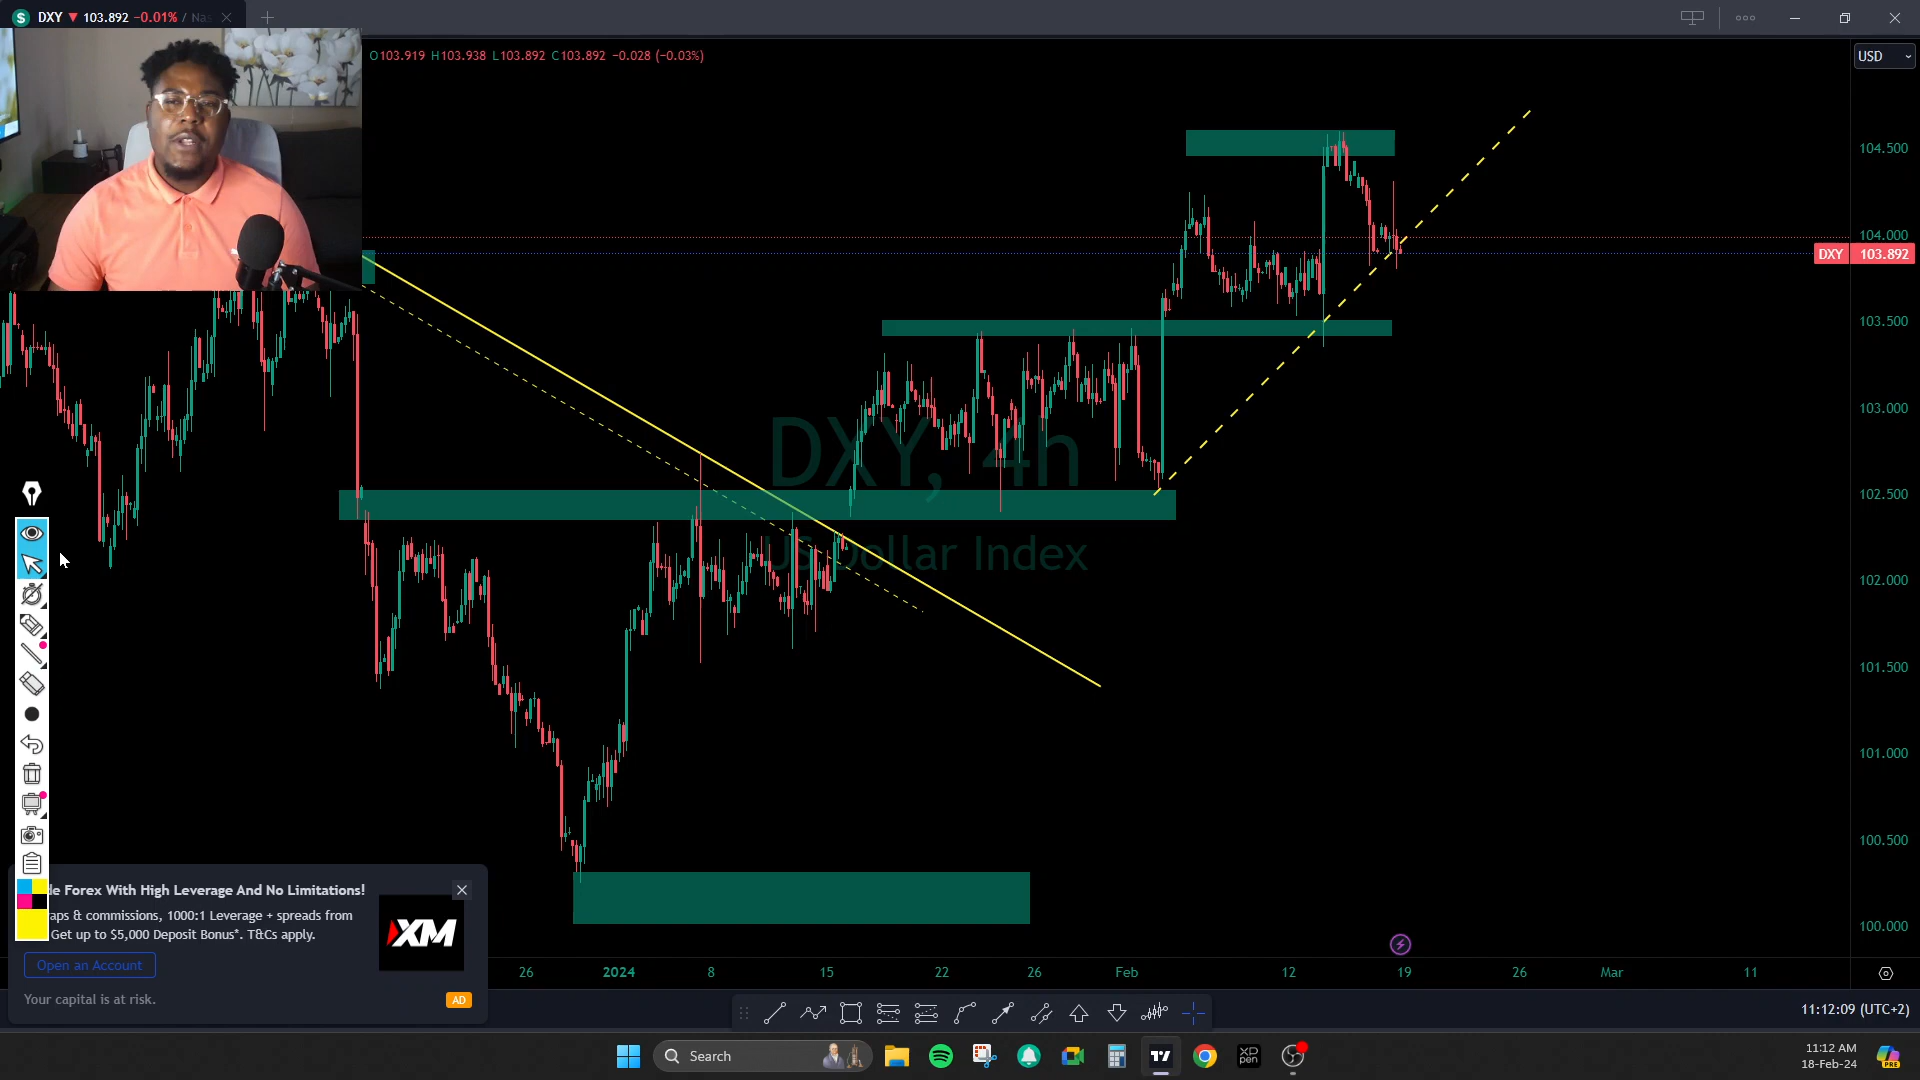 DXY ▼ 103.892 −0.01% / Nas
O103.919 H103.938 L103.892 C103.892 −0.028 (−0.03%)
USD
104.500
104.000
DXY 103.892
103.500
103.000
102.500
102.000
101.500
101.000
100.500
100.000
DXY, 4h
US Dollar Index
de Forex With High Leverage And No Limitations!
aps & commissions, 1000:1 Leverage + spreads from
Get up to $5,000 Deposit Bonus*. T&Cs apply.
XM
Open an Account
Your capital is at risk.
AD
26 2024 8 15 22 26 Feb 12 19 26 Mar 11
11:12:09 (UTC+2)
Search
XP
pen
11:12 AM
18-Feb-24
PRE